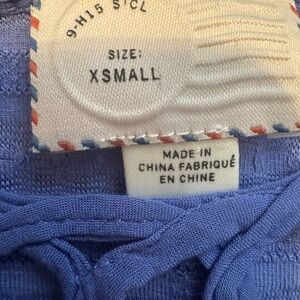 9-H15 S'CL
SIZE:
XSMALL
MADE IN
CHINA FABRIQUÉ
EN CHINE